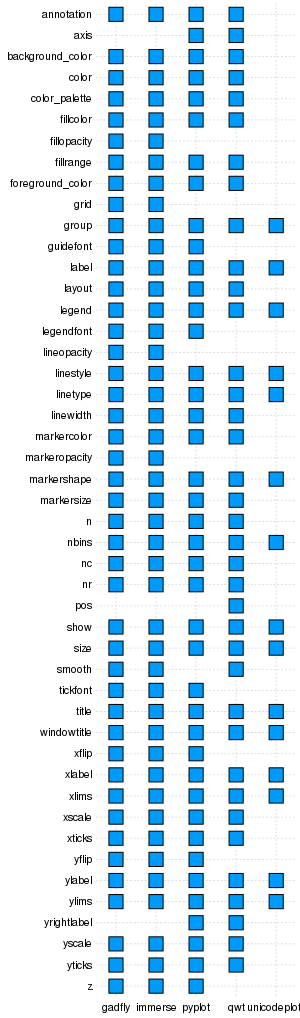 annotation
axis
background_color
color
color_palette
fillcolor
fillopacity
fillrange
foreground_color
grid
group
guidefont
label
layout
legend
legendfont
lineopacity
linestyle
linetype
linewidth
markercolor
markeropacity
markershape
markersize
n
nbins
nc
nr
pos
show
size
smooth
tickfont
title
windowtitle
xflip
xlabel
xlims
xscale
xticks
yflip
ylabel
ylims
yrightlabel
yscale
yticks
z
gadfly immerse pyplot qwt unicodeplot